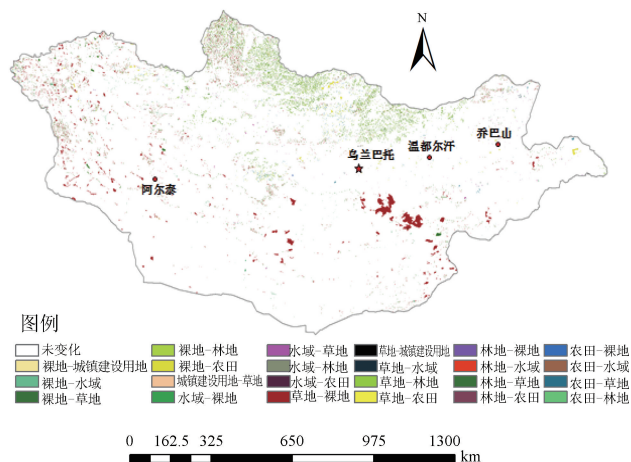 N
乔巴山
温都尔汗
乌兰巴托
阿尔泰
图例
未变化
裸地-城镇建设用地
裸地-水域
裸地-草地
裸地-林地
裸地-农田
城镇建设用地-草地
水域-裸地
水域-草地
水域-林地
水域-农田
草地-裸地
草地-城镇建设用地
草地-水域
草地-林地
草地-农田
林地-裸地
林地-水域
林地-草地
林地-农田
农田-裸地
农田-水域
农田-草地
农田-林地
0 162.5 325 650 975 1300 km